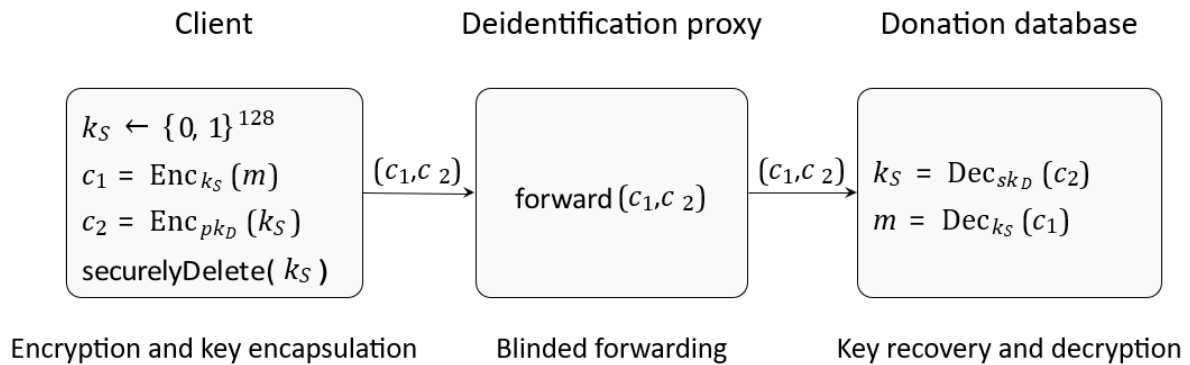 Client
Deidentification proxy
Donation database
k_S ← {0, 1}^128
c_1 = Enc_{k_S} (m)
c_2 = Enc_{pk_D} (k_S)
securelyDelete( k_S )
(c_1,c_2)
forward(c_1,c_2)
(c_1,c_2)
k_S = Dec_{sk_D} (c_2)
m = Dec_{k_S} (c_1)
Encryption and key encapsulation
Blinded forwarding
Key recovery and decryption